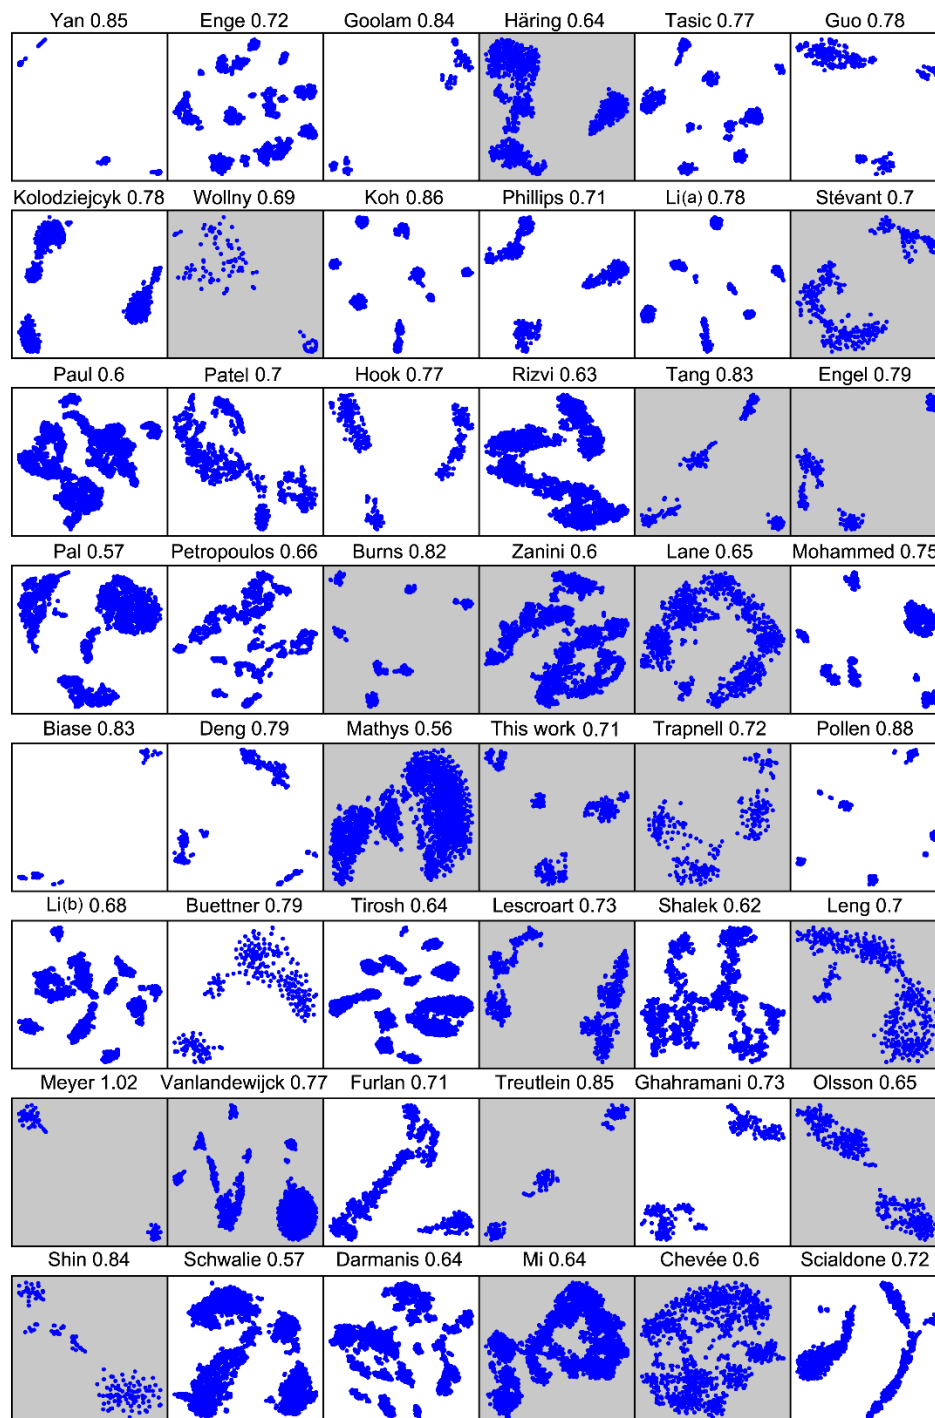 Yan 0.85 Enge 0.72 Goolam 0.84 Häring 0.64 Tasic 0.77 Guo 0.78
Kolodziejcyk 0.78 Wollny 0.69 Koh 0.86 Phillips 0.71 Li(a) 0.78 Stévant 0.7
Paul 0.6 Patel 0.7 Hook 0.77 Rizvi 0.63 Tang 0.83 Engel 0.79
Pal 0.57 Petropoulos 0.66 Burns 0.82 Zanini 0.6 Lane 0.65 Mohammed 0.75
Biase 0.83 Deng 0.79 Mathys 0.56 This work 0.71 Trapnell 0.72 Pollen 0.88
Li(b) 0.68 Buettner 0.79 Tirosh 0.64 Lescroart 0.73 Shalek 0.62 Leng 0.7
Meyer 1.02 Vanlandewijck 0.77 Furlan 0.71 Treutlein 0.85 Ghahramani 0.73 Olsson 0.65
Shin 0.84 Schwalie 0.57 Darmanis 0.64 Mi 0.64 Chevée 0.6 Scialdone 0.72